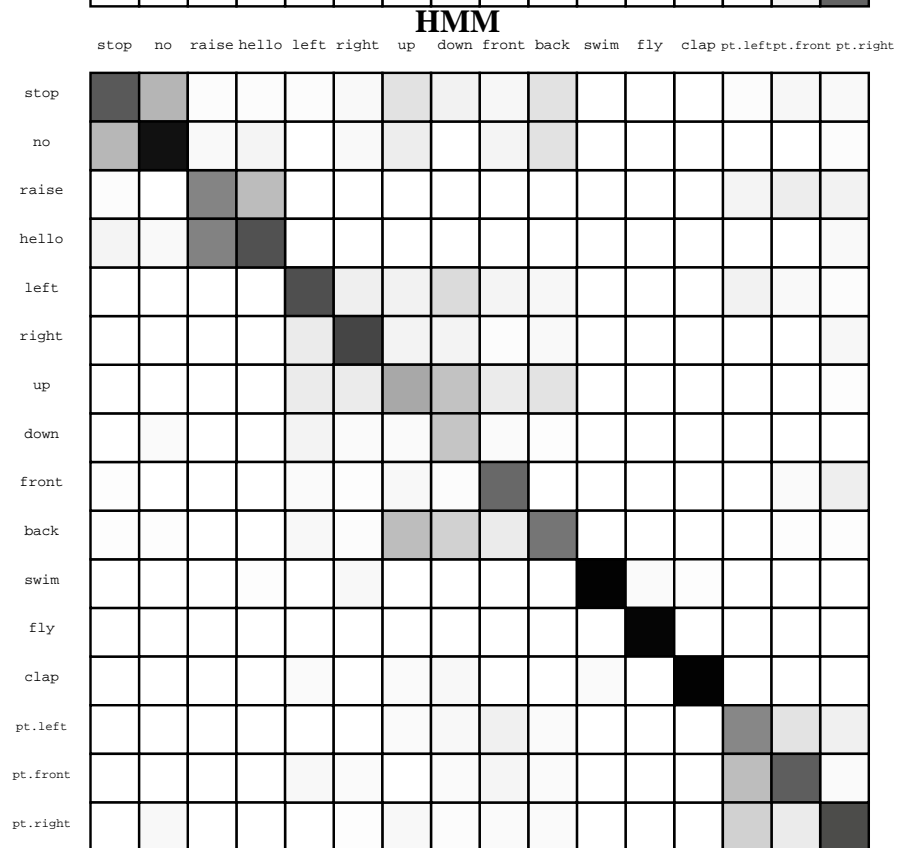 HMM
stop no raise hello left right up down front back swim fly clap pt.left pt.front pt.right
stop
no
raise
hello
left
right
up
down
front
back
swim
fly
clap
pt.left
pt.front
pt.right